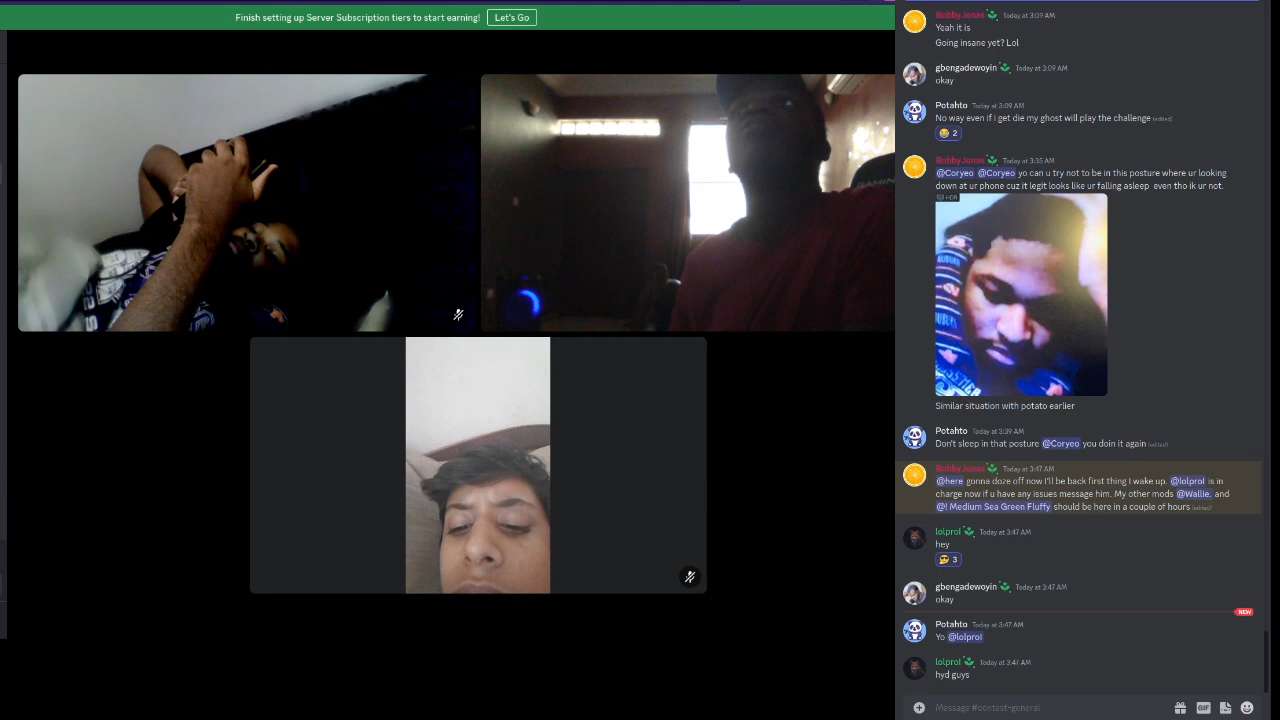 Finish setting up Server Subscription tiers to start earning! Let's Go
BobbyJonas Today at 3:09 AM
Yeah it is
Going insane yet? Lol
gbengadewoyin Today at 3:09 AM
okay
Potahto Today at 3:09 AM
No way even if i get die my ghost will play the challenge (edited)
2
BobbyJonas Today at 3:35 AM
@Coryeo @Coryeo yo can u try not to be in this posture where ur looking
down at ur phone cuz it legit looks like ur falling asleep even tho ik ur not.
HDR
AUBURN
Similar situation with potato earlier
Potahto Today at 3:39 AM
Don't sleep in that posture @Coryeo you doin it again (edited)
BobbyJonas Today at 3:47 AM
@here gonna doze off now I'll be back first thing I wake up. @lolprol is in
charge now if u have any issues message him. My other mods @Wallie. and
@! Medium Sea Green Fluffy should be here in a couple of hours (edited)
lolprol Today at 3:47 AM
hey
3
gbengadewoyin Today at 3:47 AM
okay
NEW
Potahto Today at 3:47 AM
Yo @lolprol
lolprol Today at 3:47 AM
hyd guys
Message #contest-general
GIF